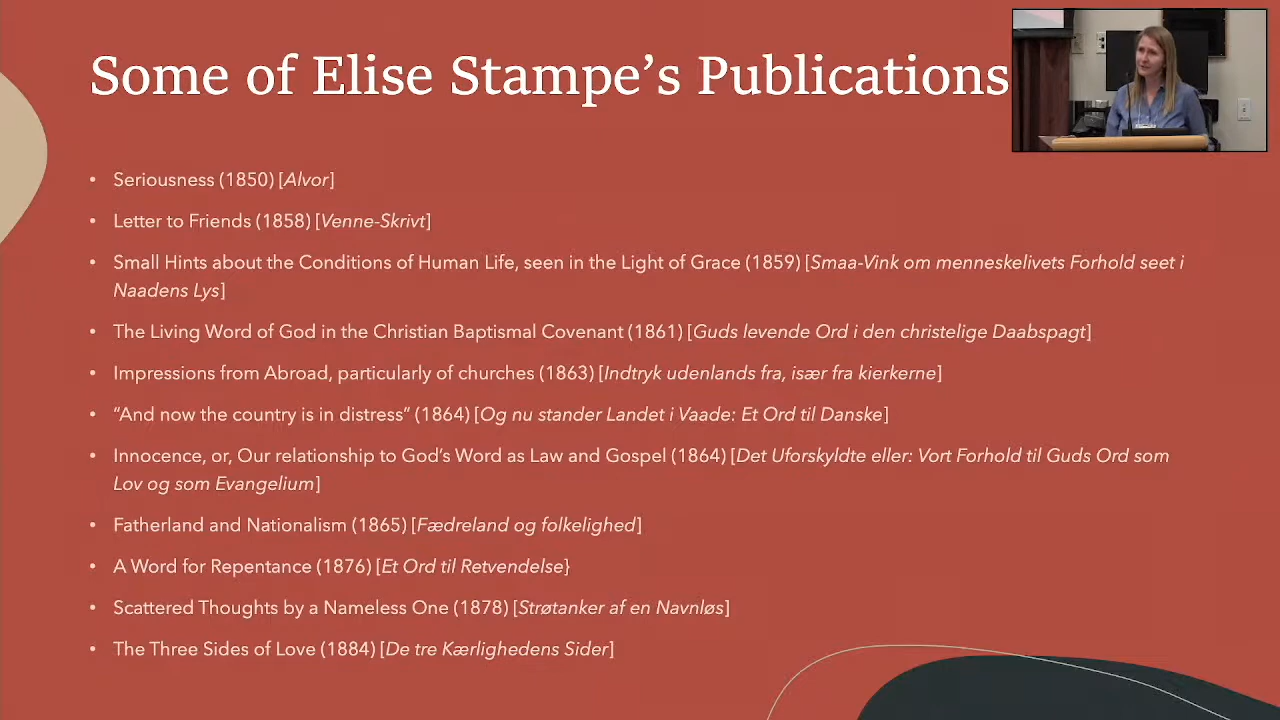 Some of Elise Stampe’s Publications
• Seriousness (1850) [Alvor]
• Letter to Friends (1858) [Venne-Skrivt]
• Small Hints about the Conditions of Human Life, seen in the Light of Grace (1859) [Smaa-Vink om menneskelivets Forhold seet i
Naadens Lys]
• The Living Word of God in the Christian Baptismal Covenant (1861) [Guds levende Ord i den christelige Daabspagt]
• Impressions from Abroad, particularly of churches (1863) [Indtryk udenlands fra, især fra kierkerne]
• “And now the country is in distress” (1864) [Og nu stander Landet i Vaade: Et Ord til Danske]
• Innocence, or, Our relationship to God’s Word as Law and Gospel (1864) [Det Uforskyldte eller: Vort Forhold til Guds Ord som
Lov og som Evangelium]
• Fatherland and Nationalism (1865) [Fædreland og folkelighed]
• A Word for Repentance (1876) [Et Ord til Retvendelse}
• Scattered Thoughts by a Nameless One (1878) [Strøtanker af en Navnløs]
• The Three Sides of Love (1884) [De tre Kærlighedens Sider]